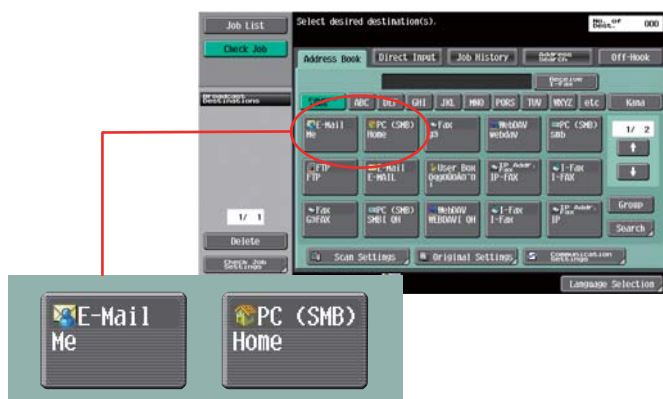 Job List
Select desired destination(s).
No. of Dest. 000
Check Job
Address Book
Direct Input
Job History
Address Search
Off-Hook
Receive I-Fax
Broadcast Destinations
ABC
DEF
GHI
JKL
MNO
PQRS
TUV
WXYZ
etc
Kana
E-Mail
Me
PC (SMB)
Home
Fax
g3
WebDAV
webdav
PC (SMB)
smb
1/ 2
FTP
FTP
E-Mail
E-MAIL
User Box
IP Addr. Fax
IP-FAX
I-Fax
I-FAX
Fax
G3FAX
PC (SMB)
WebDAV
I-Fax
I-Fax
IP Addr. Fax
IP
Group
Search
1/ 1
Delete
Check Job Settings
Scan Settings
Original Settings
Communication Settings
Language Selection
E-Mail
Me
PC (SMB)
Home